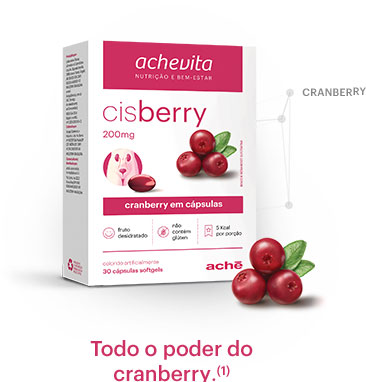 achevita
NUTRIÇÃO E BEM-ESTAR
cisberry
200mg
CRANBERRY
cranberry em cápsulas
fruto
desidratado
não
contém
glúten
5 Kcal
por porção
colorido artificialmente
30 cápsulas softgels
achē
Todo o poder do
cranberry.(1)